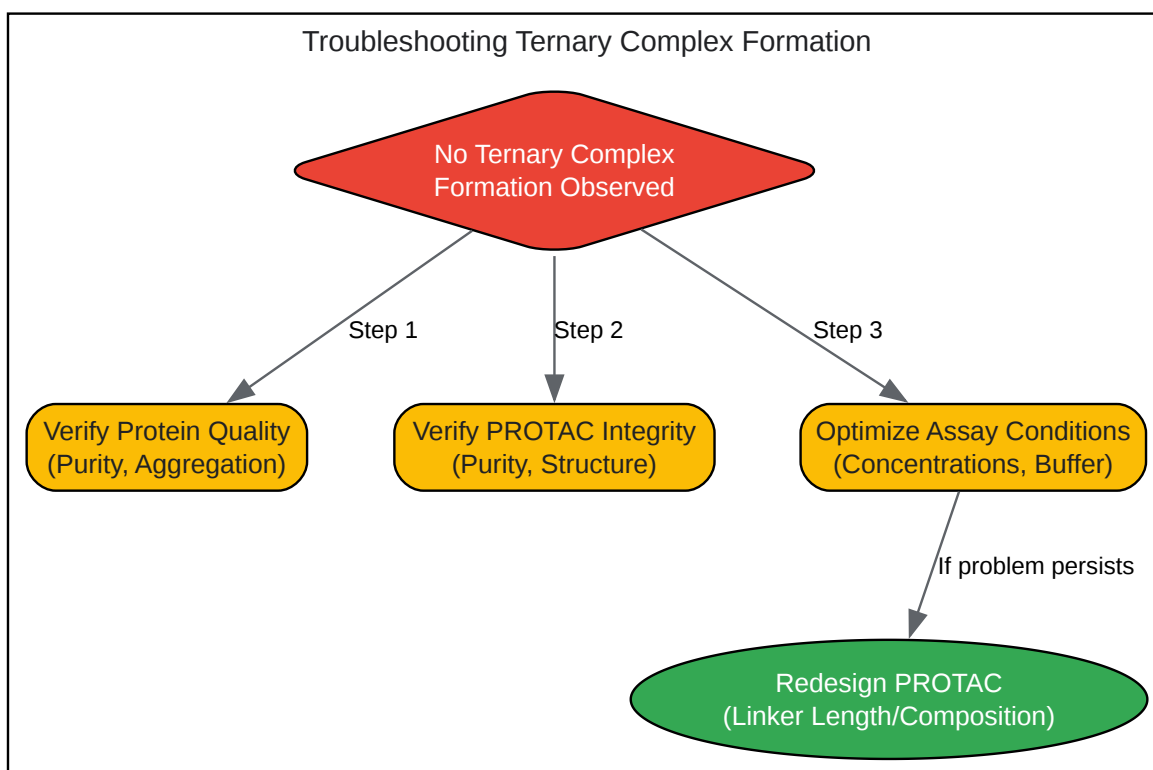 Troubleshooting Ternary Complex Formation
No Ternary Complex
Formation Observed
Step 1
Step 2
Step 3
Verify Protein Quality
(Purity, Aggregation)
Verify PROTAC Integrity
(Purity, Structure)
Optimize Assay Conditions
(Concentrations, Buffer)
If problem persists
Redesign PROTAC
(Linker Length/Composition)